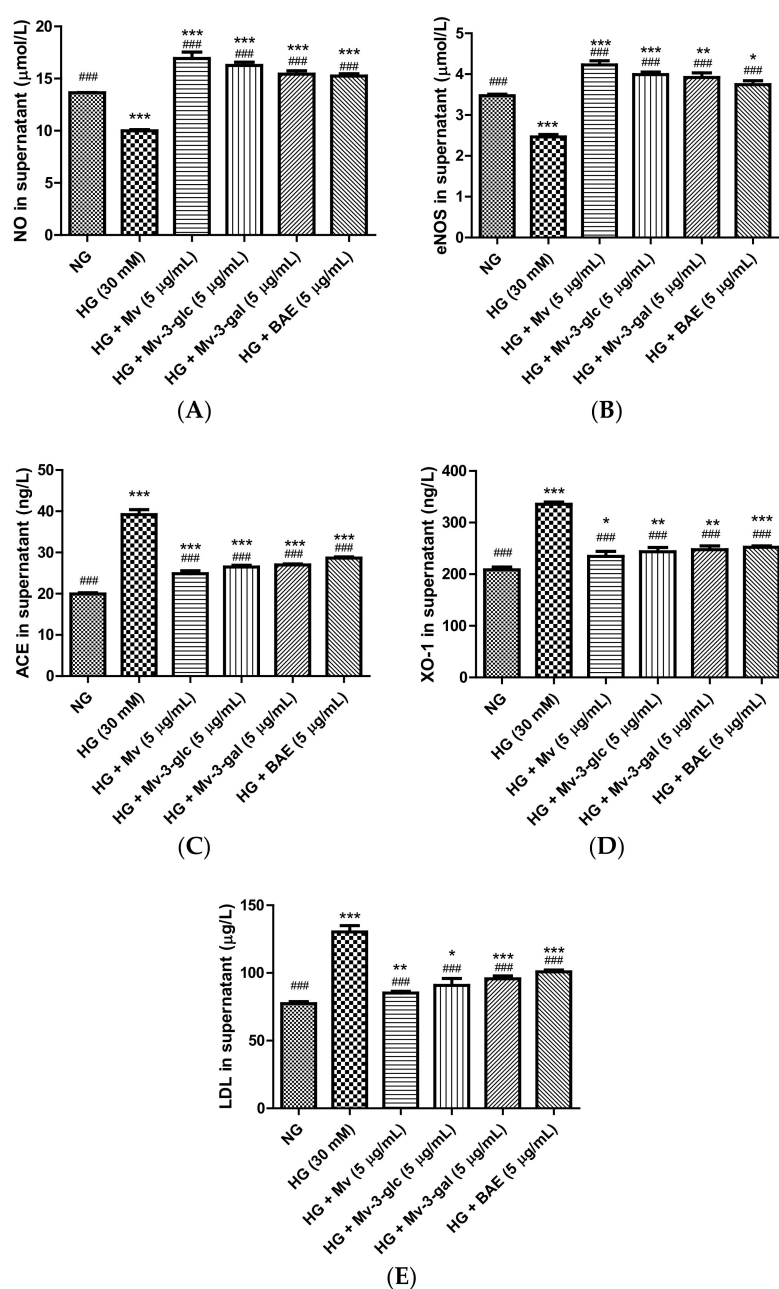 NO in supernatant (μmol/L)
20
15
10
5
0
###
***
***
###
***
###
***
###
***
###
NG
HG (30 mM)
HG + Mv (5 μg/mL)
HG + Mv-3-glc (5 μg/mL)
HG + Mv-3-gal (5 μg/mL)
HG + BAE (5 μg/mL)
(A)
eNOS in supernatant (μmol/L)
5
4
3
2
1
0
###
***
***
###
***
###
**
###
*
###
NG
HG (30 mM)
HG + Mv (5 μg/mL)
HG + Mv-3-glc (5 μg/mL)
HG + Mv-3-gal (5 μg/mL)
HG + BAE (5 μg/mL)
(B)
ACE in supernatant (ng/L)
50
40
30
20
10
0
###
***
***
###
***
###
***
###
***
###
NG
HG (30 mM)
HG + Mv (5 μg/mL)
HG + Mv-3-glc (5 μg/mL)
HG + Mv-3-gal (5 μg/mL)
HG + BAE (5 μg/mL)
(C)
XO-1 in supernatant (ng/L)
400
300
200
100
0
###
***
*
###
**
###
**
###
***
###
NG
HG (30 mM)
HG + Mv (5 μg/mL)
HG + Mv-3-glc (5 μg/mL)
HG + Mv-3-gal (5 μg/mL)
HG + BAE (5 μg/mL)
(D)
LDL in supernatant (μg/L)
150
100
50
0
###
***
**
###
*
###
***
###
***
###
NG
HG (30 mM)
HG + Mv (5 μg/mL)
HG + Mv-3-glc (5 μg/mL)
HG + Mv-3-gal (5 μg/mL)
HG + BAE (5 μg/mL)
(E)